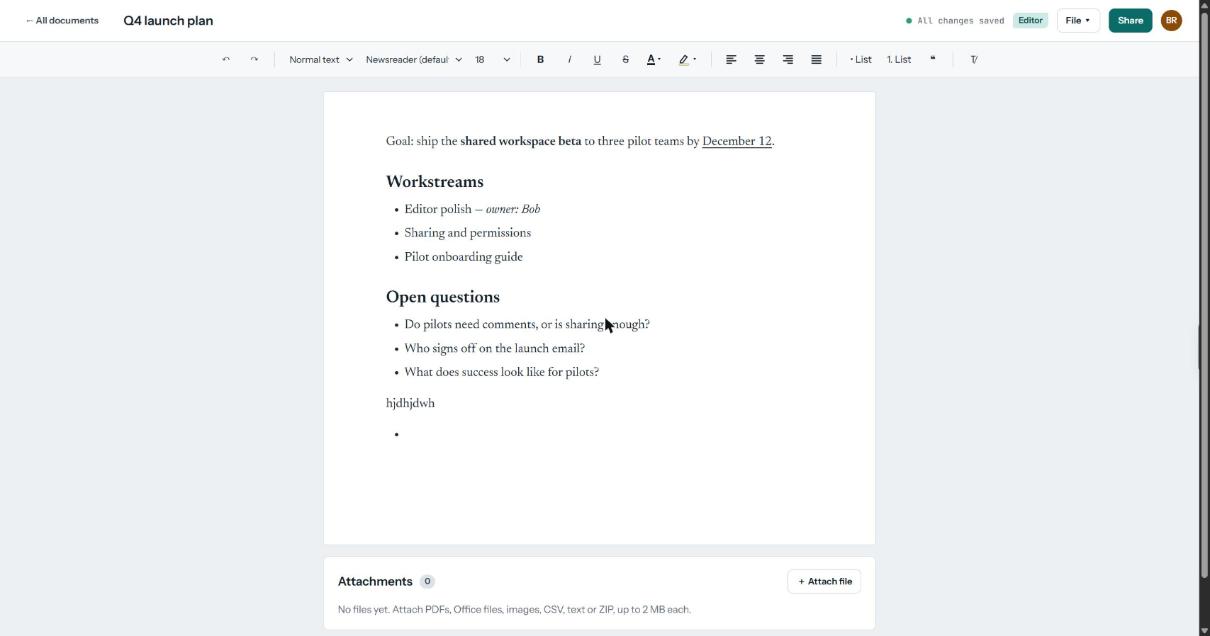 ← All documents
Q4 launch plan
All changes saved
Editor
File
Share
BR
Normal text
Newsreader (defaul
18
B
I
U
S
A
• List
1. List
❝
T/
Goal: ship the shared workspace beta to three pilot teams by December 12.
Workstreams
• Editor polish – owner: Bob
• Sharing and permissions
• Pilot onboarding guide
Open questions
• Do pilots need comments, or is sharing enough?
• Who signs off on the launch email?
• What does success look like for pilots?
hjdhjdwh
•
Attachments 0
+ Attach file
No files yet. Attach PDFs, Office files, images, CSV, text or ZIP, up to 2 MB each.